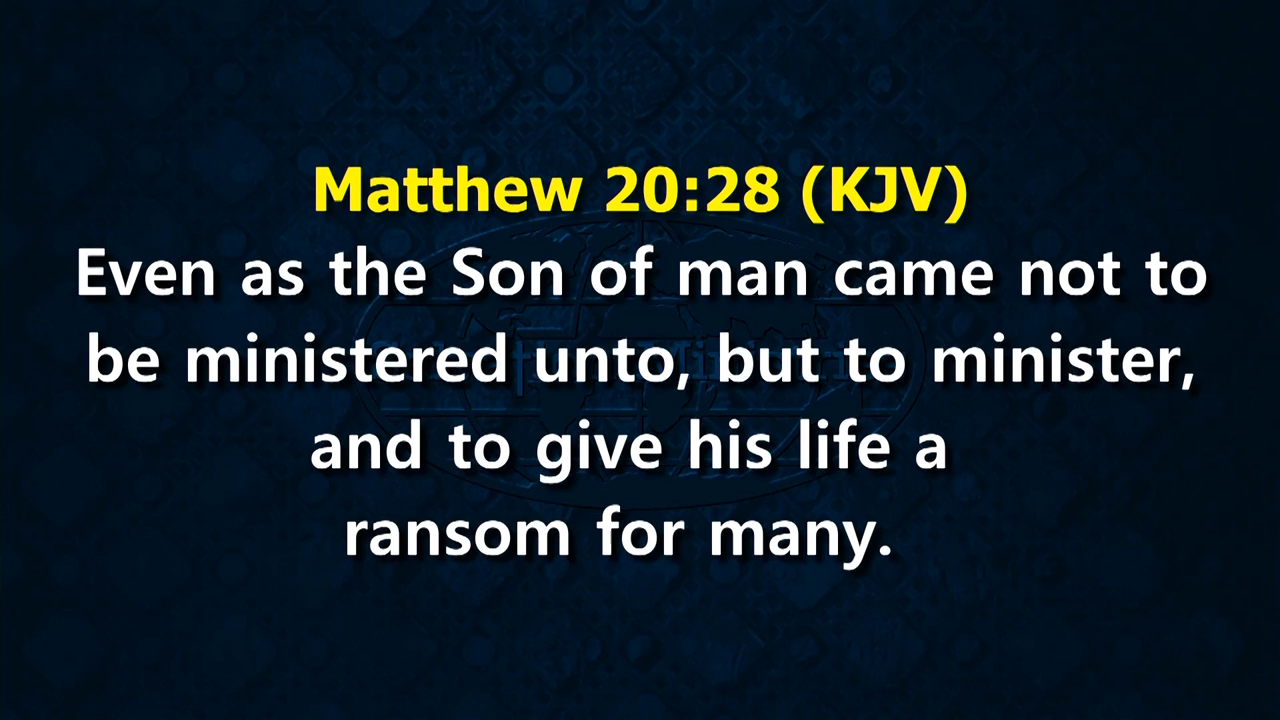 Matthew 20:28 (KJV)
Even as the Son of man came not to
be ministered unto, but to minister,
and to give his life a
ransom for many.